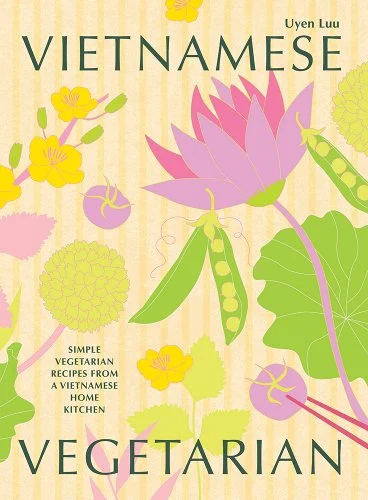 Uyen Luu
VIETNAMESE
SIMPLE
VEGETARIAN
RECIPES FROM
A VIETNAMESE
HOME
KITCHEN
VEGETARIAN